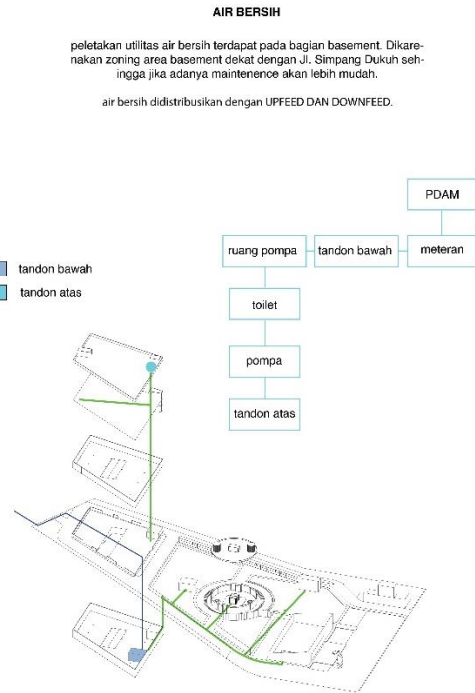 AIR BERSIH
peletakan utilitas air bersih terdapat pada bagian basement. Dikare-
nakan zoning area basement dekat dengan Jl. Simpang Dukuh seh-
ingga jika adanya maintenence akan lebih mudah.
air bersih didistribusikan dengan UPFEED DAN DOWNFEED.
PDAM
ruang pompa tandon bawah meteran
tandon bawah
tandon atas
toilet
pompa
tandon atas